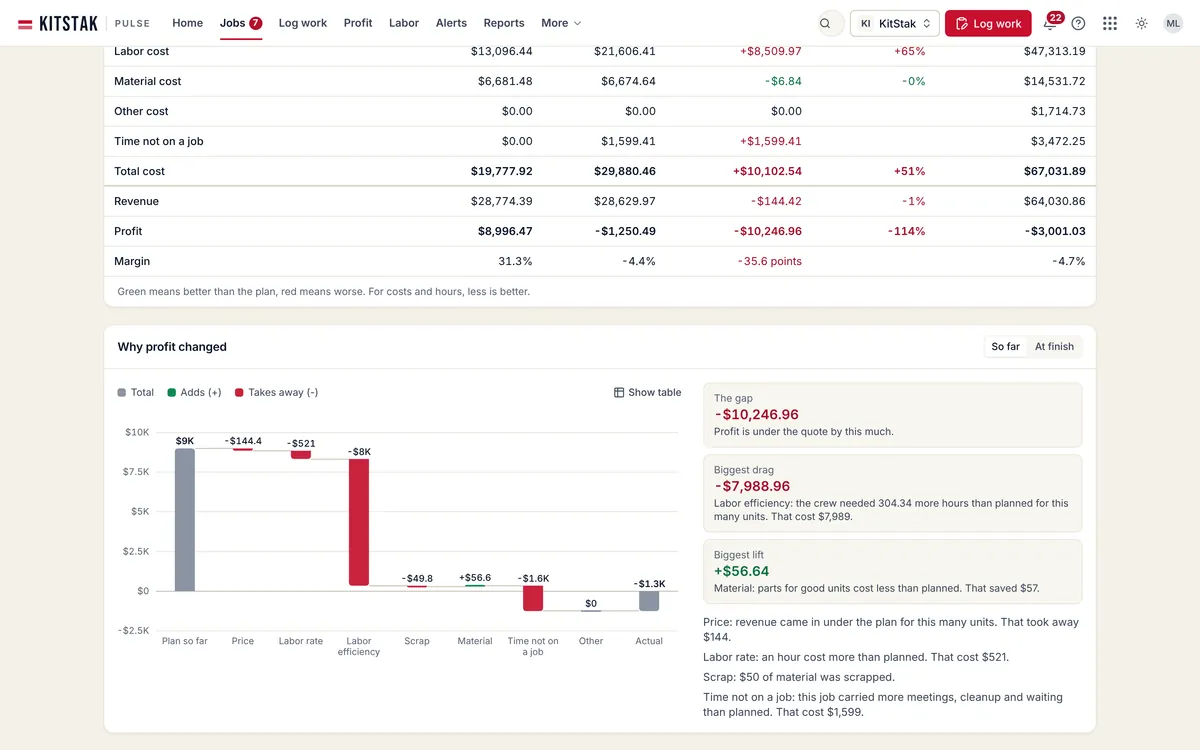 KITSTAK PULSE Home Jobs 7 Log work Profit Labor Alerts Reports More KI KitStak Log work 22 ML
Labor cost $13,096.44 $21,606.41 +$8,509.97 +65% $47,313.19
Material cost $6,681.48 $6,674.64 -$6.84 -0% $14,531.72
Other cost $0.00 $0.00 $0.00 $1,714.73
Time not on a job $0.00 $1,599.41 +$1,599.41 $3,472.25
Total cost $19,777.92 $29,880.46 +$10,102.54 +51% $67,031.89
Revenue $28,774.39 $28,629.97 -$144.42 -1% $64,030.86
Profit $8,996.47 -$1,250.49 -$10,246.96 -114% -$3,001.03
Margin 31.3% -4.4% -35.6 points -4.7%
Green means better than the plan, red means worse. For costs and hours, less is better.
Why profit changed
So far At finish
Total Adds (+) Takes away (-)
Show table
$10K
$7.5K
$5K
$2.5K
$0
-$2.5K
$9K
-$144.4
-$521
-$8K
-$49.8
+$56.6
-$1.6K
$0
-$1.3K
Plan so far
Price
Labor rate
Labor
efficiency
Scrap
Material
Time not on
a job
Other
Actual
The gap
-$10,246.96
Profit is under the quote by this much.
Biggest drag
-$7,988.96
Labor efficiency: the crew needed 304.34 more hours than planned for this
many units. That cost $7,989.
Biggest lift
+$56.64
Material: parts for good units cost less than planned. That saved $57.
Price: revenue came in under the plan for this many units. That took away
$144.
Labor rate: an hour cost more than planned. That cost $521.
Scrap: $50 of material was scrapped.
Time not on a job: this job carried more meetings, cleanup and waiting
than planned. That cost $1,599.